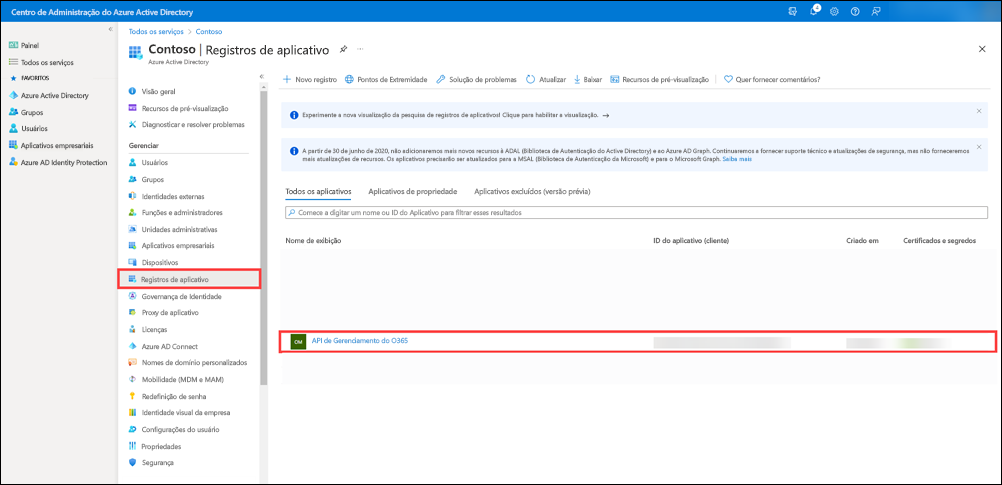 Centro de Administração do Azure Active Directory
4
Painel
Todos os serviços
FAVORITOS
Azure Active Directory
Grupos
Usuários
Aplicativos empresariais
Azure AD Identity Protection
Todos os serviços > Contoso
Contoso | Registros de aplicativo
Azure Active Directory
Visão geral
Recursos de pré-visualização
Diagnosticar e resolver problemas
Gerenciar
Usuários
Grupos
Identidades externas
Funções e administradores
Unidades administrativas
Aplicativos empresariais
Dispositivos
Registros de aplicativo
Governança de Identidade
Proxy de aplicativo
Licenças
Azure AD Connect
Nomes de domínio personalizados
Mobilidade (MDM e MAM)
Redefinição de senha
Identidade visual da empresa
Configurações do usuário
Propriedades
Segurança
Novo registro Pontos de Extremidade Solução de problemas Atualizar Baixar Recursos de pré-visualização Quer fornecer comentários?
Experimente a nova visualização da pesquisa de registros de aplicativos! Clique para habilitar a visualização. →
A partir de 30 de junho de 2020, não adicionaremos mais novos recursos à ADAL (Biblioteca de Autenticação do Active Directory) e ao Azure AD Graph. Continuaremos a fornecer suporte técnico e atualizações de segurança, mas não forneceremos
mais atualizações de recursos. Os aplicativos precisarão ser atualizados para a MSAL (Biblioteca de Autenticação da Microsoft) e para o Microsoft Graph. Saiba mais
Todos os aplicativos Aplicativos de propriedade Aplicativos excluídos (versão prévia)
Comece a digitar um nome ou ID do Aplicativo para filtrar esses resultados
Nome de exibição ID do aplicativo (cliente) Criado em Certificados e segredos
DM API de Gerenciamento do O365